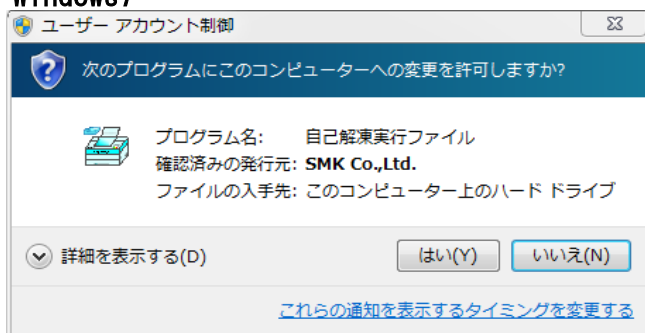 Windows7
ユーザー アカウント制御
次のプログラムにこのコンピューターへの変更を許可しますか?
プログラム名: 自己解凍実行ファイル
確認済みの発行元: SMK Co.,Ltd.
ファイルの入手先: このコンピューター上のハード ドライブ
詳細を表示する(D)
はい(Y) いいえ(N)
これらの通知を表示するタイミングを変更する